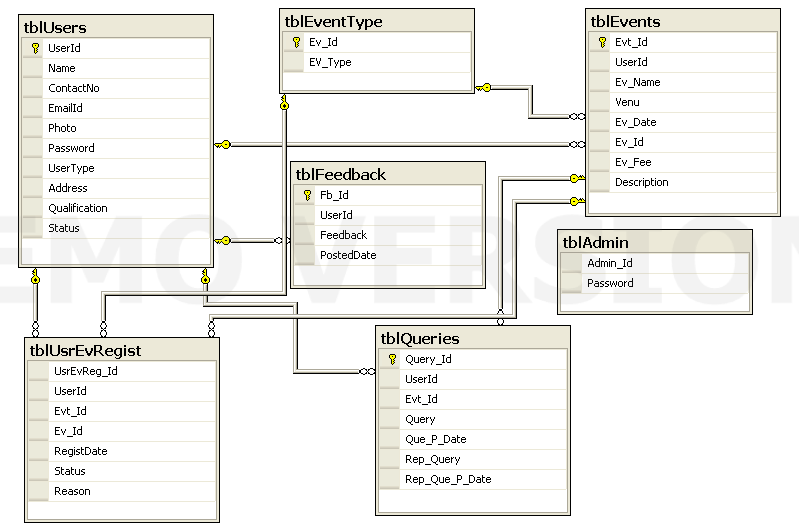 tblUsers
UserId
Name
ContactNo
EmailId
Photo
Password
UserType
Address
Qualification
Status
tblEventType
Ev_Id
EV_Type
tblEvents
Evt_Id
UserId
Ev_Name
Venu
Ev_Date
Ev_Id
Ev_Fee
Description
tblFeedback
Fb_Id
UserId
Feedback
PostedDate
tblAdmin
Admin_Id
Password
tblUsrEvRegist
UsrEvReg_Id
UserId
Evt_Id
Ev_Id
RegistDate
Status
Reason
tblQueries
Query_Id
UserId
Evt_Id
Query
Que_P_Date
Rep_Query
Rep_Que_P_Date
EMO VERSION